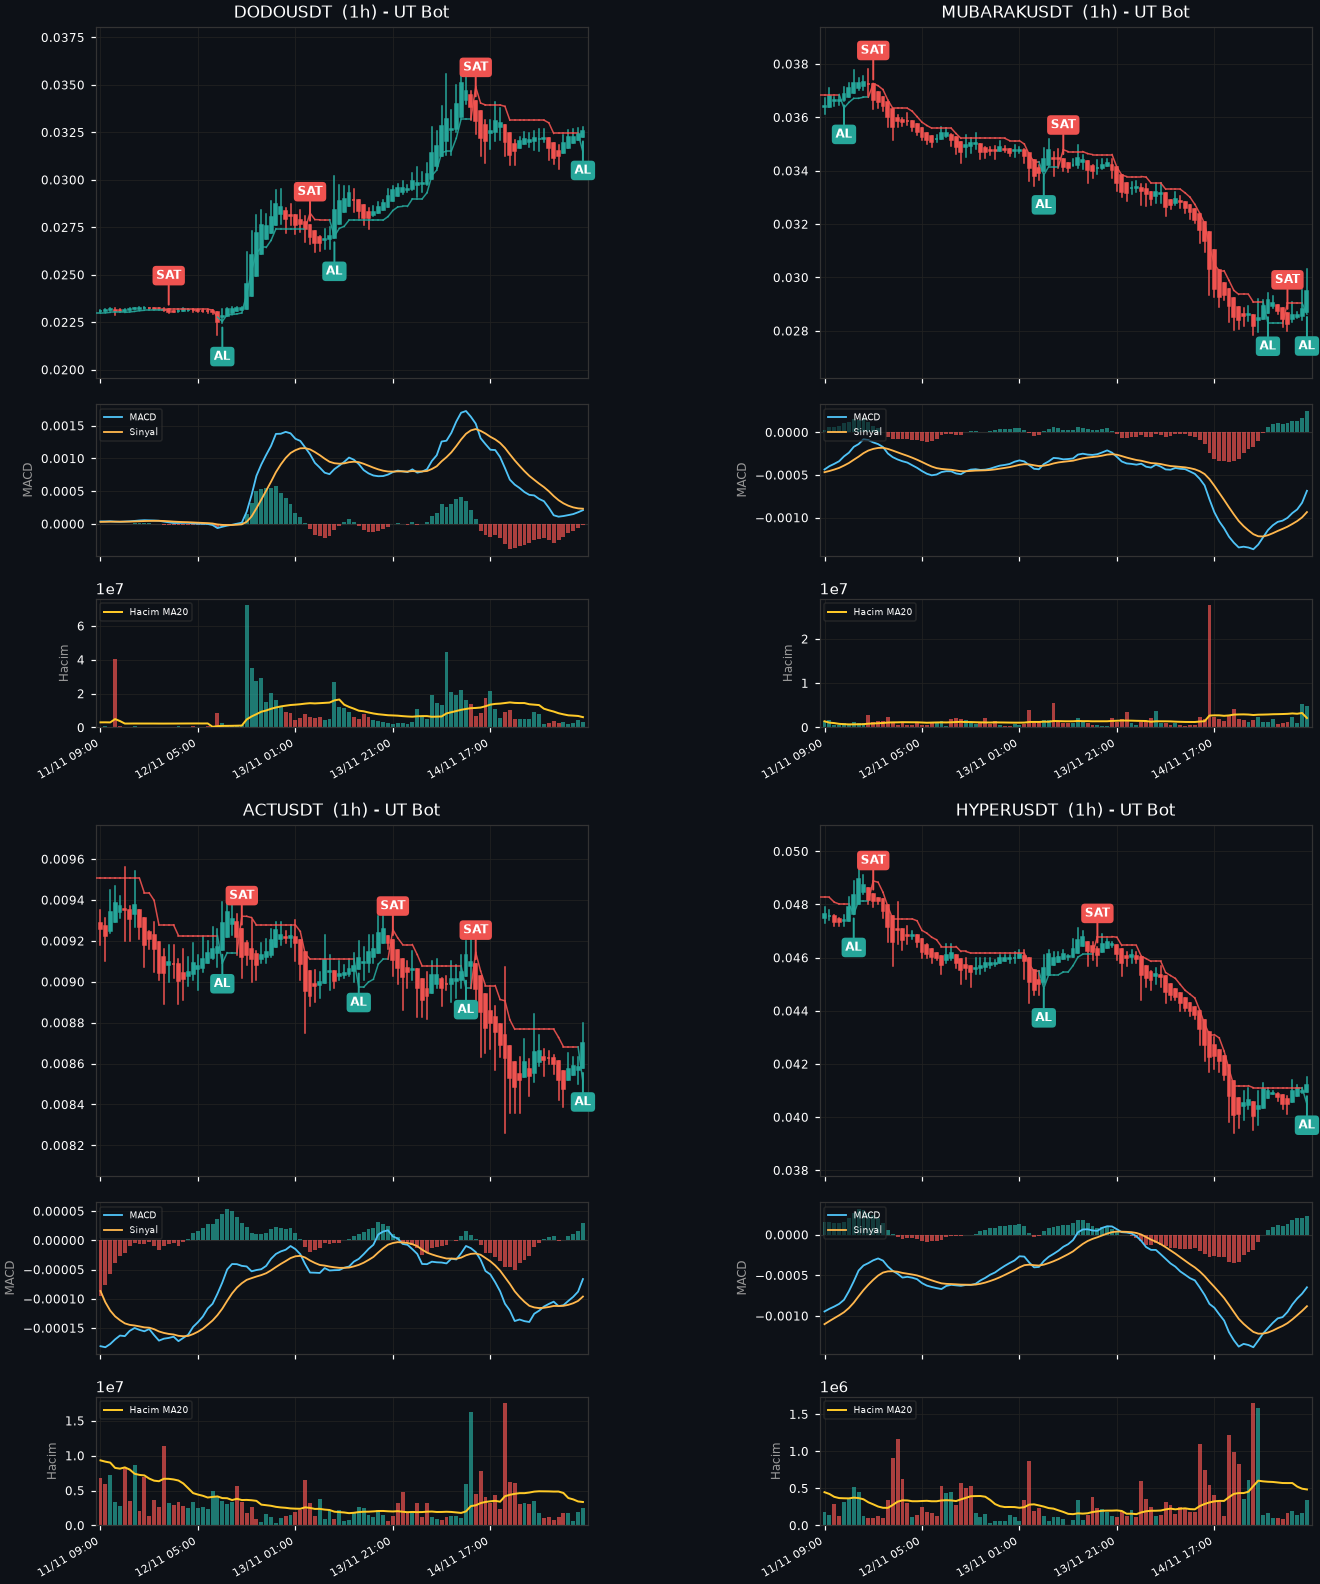 DODOUSDT  (1h) - UT Bot
0.0375
0.0350
0.0325
0.0300
0.0275
0.0250
0.0225
0.0200
SAT
AL
SAT
AL
SAT
AL
MACD
Sinyal
MACD
0.0015
0.0010
0.0005
0.0000
1e7
Hacim MA20
Hacim
6
4
2
0
11/11 09:00
12/11 05:00
13/11 01:00
13/11 21:00
14/11 17:00
MUBARAKUSDT  (1h) - UT Bot
0.038
0.036
0.034
0.032
0.030
0.028
AL
SAT
AL
SAT
AL
SAT
AL
MACD
Sinyal
MACD
0.0000
−0.0005
−0.0010
1e7
Hacim MA20
Hacim
2
1
0
11/11 09:00
12/11 05:00
13/11 01:00
13/11 21:00
14/11 17:00
ACTUSDT  (1h) - UT Bot
0.0096
0.0094
0.0092
0.0090
0.0088
0.0086
0.0084
0.0082
AL
SAT
AL
SAT
AL
SAT
AL
MACD
Sinyal
MACD
0.00005
0.00000
−0.00005
−0.00010
−0.00015
1e7
Hacim MA20
Hacim
1.5
1.0
0.5
0.0
11/11 09:00
12/11 05:00
13/11 01:00
13/11 21:00
14/11 17:00
HYPERUSDT  (1h) - UT Bot
0.050
0.048
0.046
0.044
0.042
0.040
0.038
AL
SAT
AL
SAT
AL
MACD
Sinyal
MACD
0.0000
−0.0005
−0.0010
1e6
Hacim MA20
Hacim
1.5
1.0
0.5
0.0
11/11 09:00
12/11 05:00
13/11 01:00
13/11 21:00
14/11 17:00